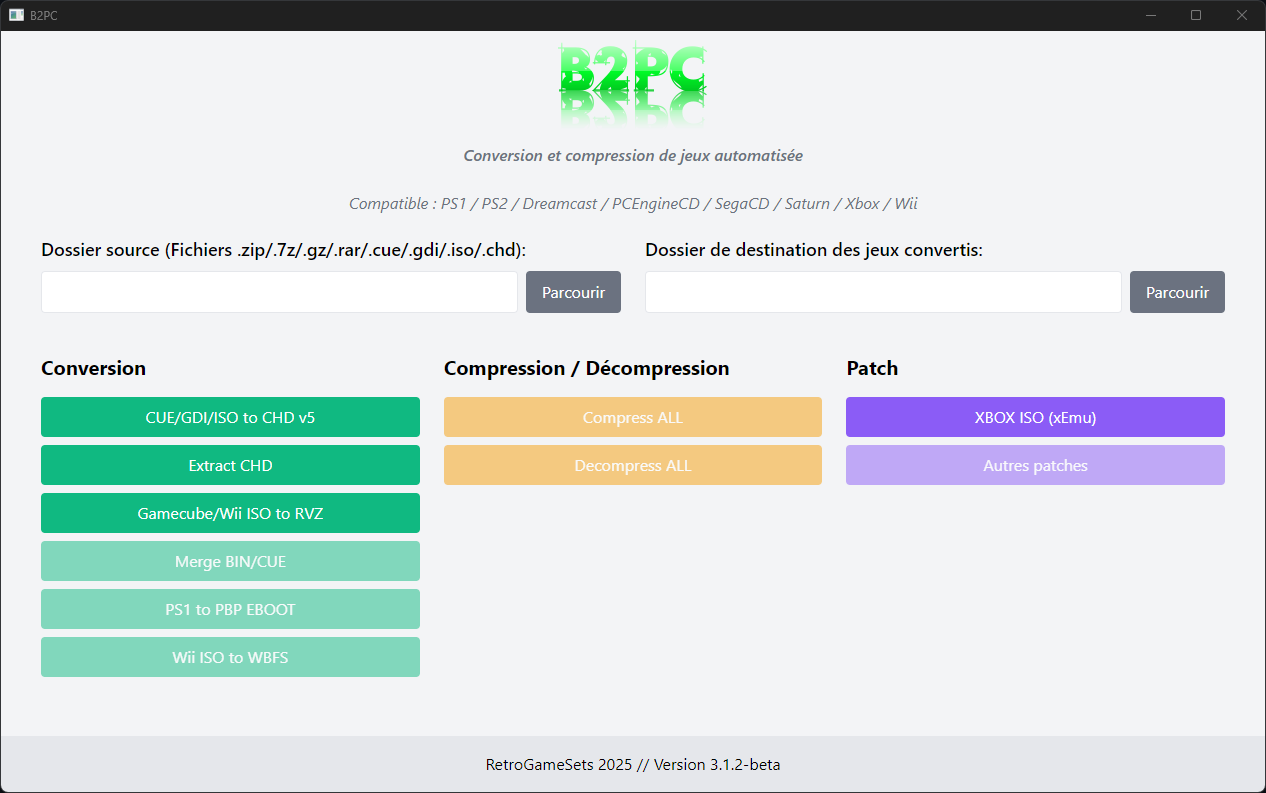 B2PC
B2PC
Conversion et compression de jeux automatisée
Compatible : PS1 / PS2 / Dreamcast / PCEngineCD / SegaCD / Saturn / Xbox / Wii
Dossier source (Fichiers .zip/.7z/.gz/.rar/.cue/.gdi/.iso/.chd):
Parcourir
Dossier de destination des jeux convertis:
Parcourir
Conversion
CUE/GDI/ISO to CHD v5
Extract CHD
Gamecube/Wii ISO to RVZ
Merge BIN/CUE
PS1 to PBP EBOOT
Wii ISO to WBFS
Compression / Décompression
Compress ALL
Decompress ALL
Patch
XBOX ISO (xEmu)
Autres patches
RetroGameSets 2025 // Version 3.1.2-beta